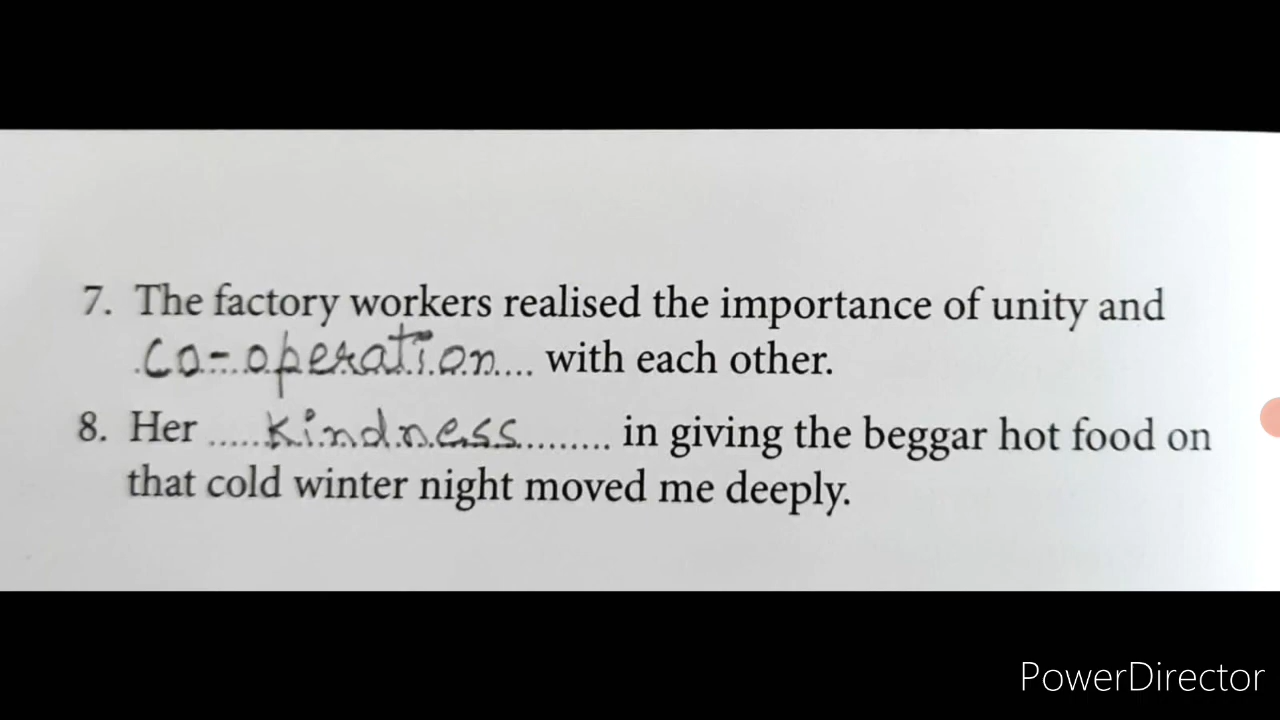 7. The factory workers realised the importance of unity and
co-operation.... with each other.
8. Her .....kindness........ in giving the beggar hot food on
that cold winter night moved me deeply.
PowerDirector